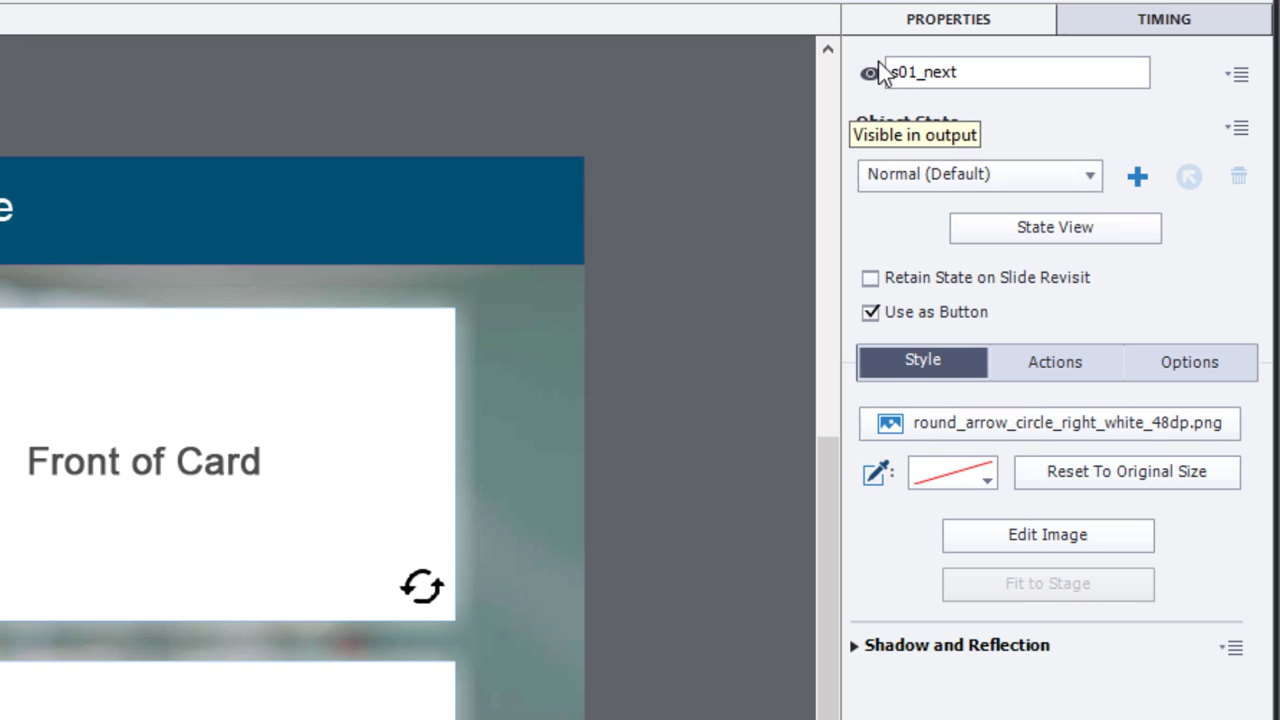 PROPERTIES
TIMING
s01_next
Object State
Visible in output
Normal (Default)
State View
Retain State on Slide Revisit
Use as Button
Style
Actions
Options
round_arrow_circle_right_white_48dp.png
:
Reset To Original Size
Edit Image
Fit to Stage
Shadow and Reflection
e
Front of Card